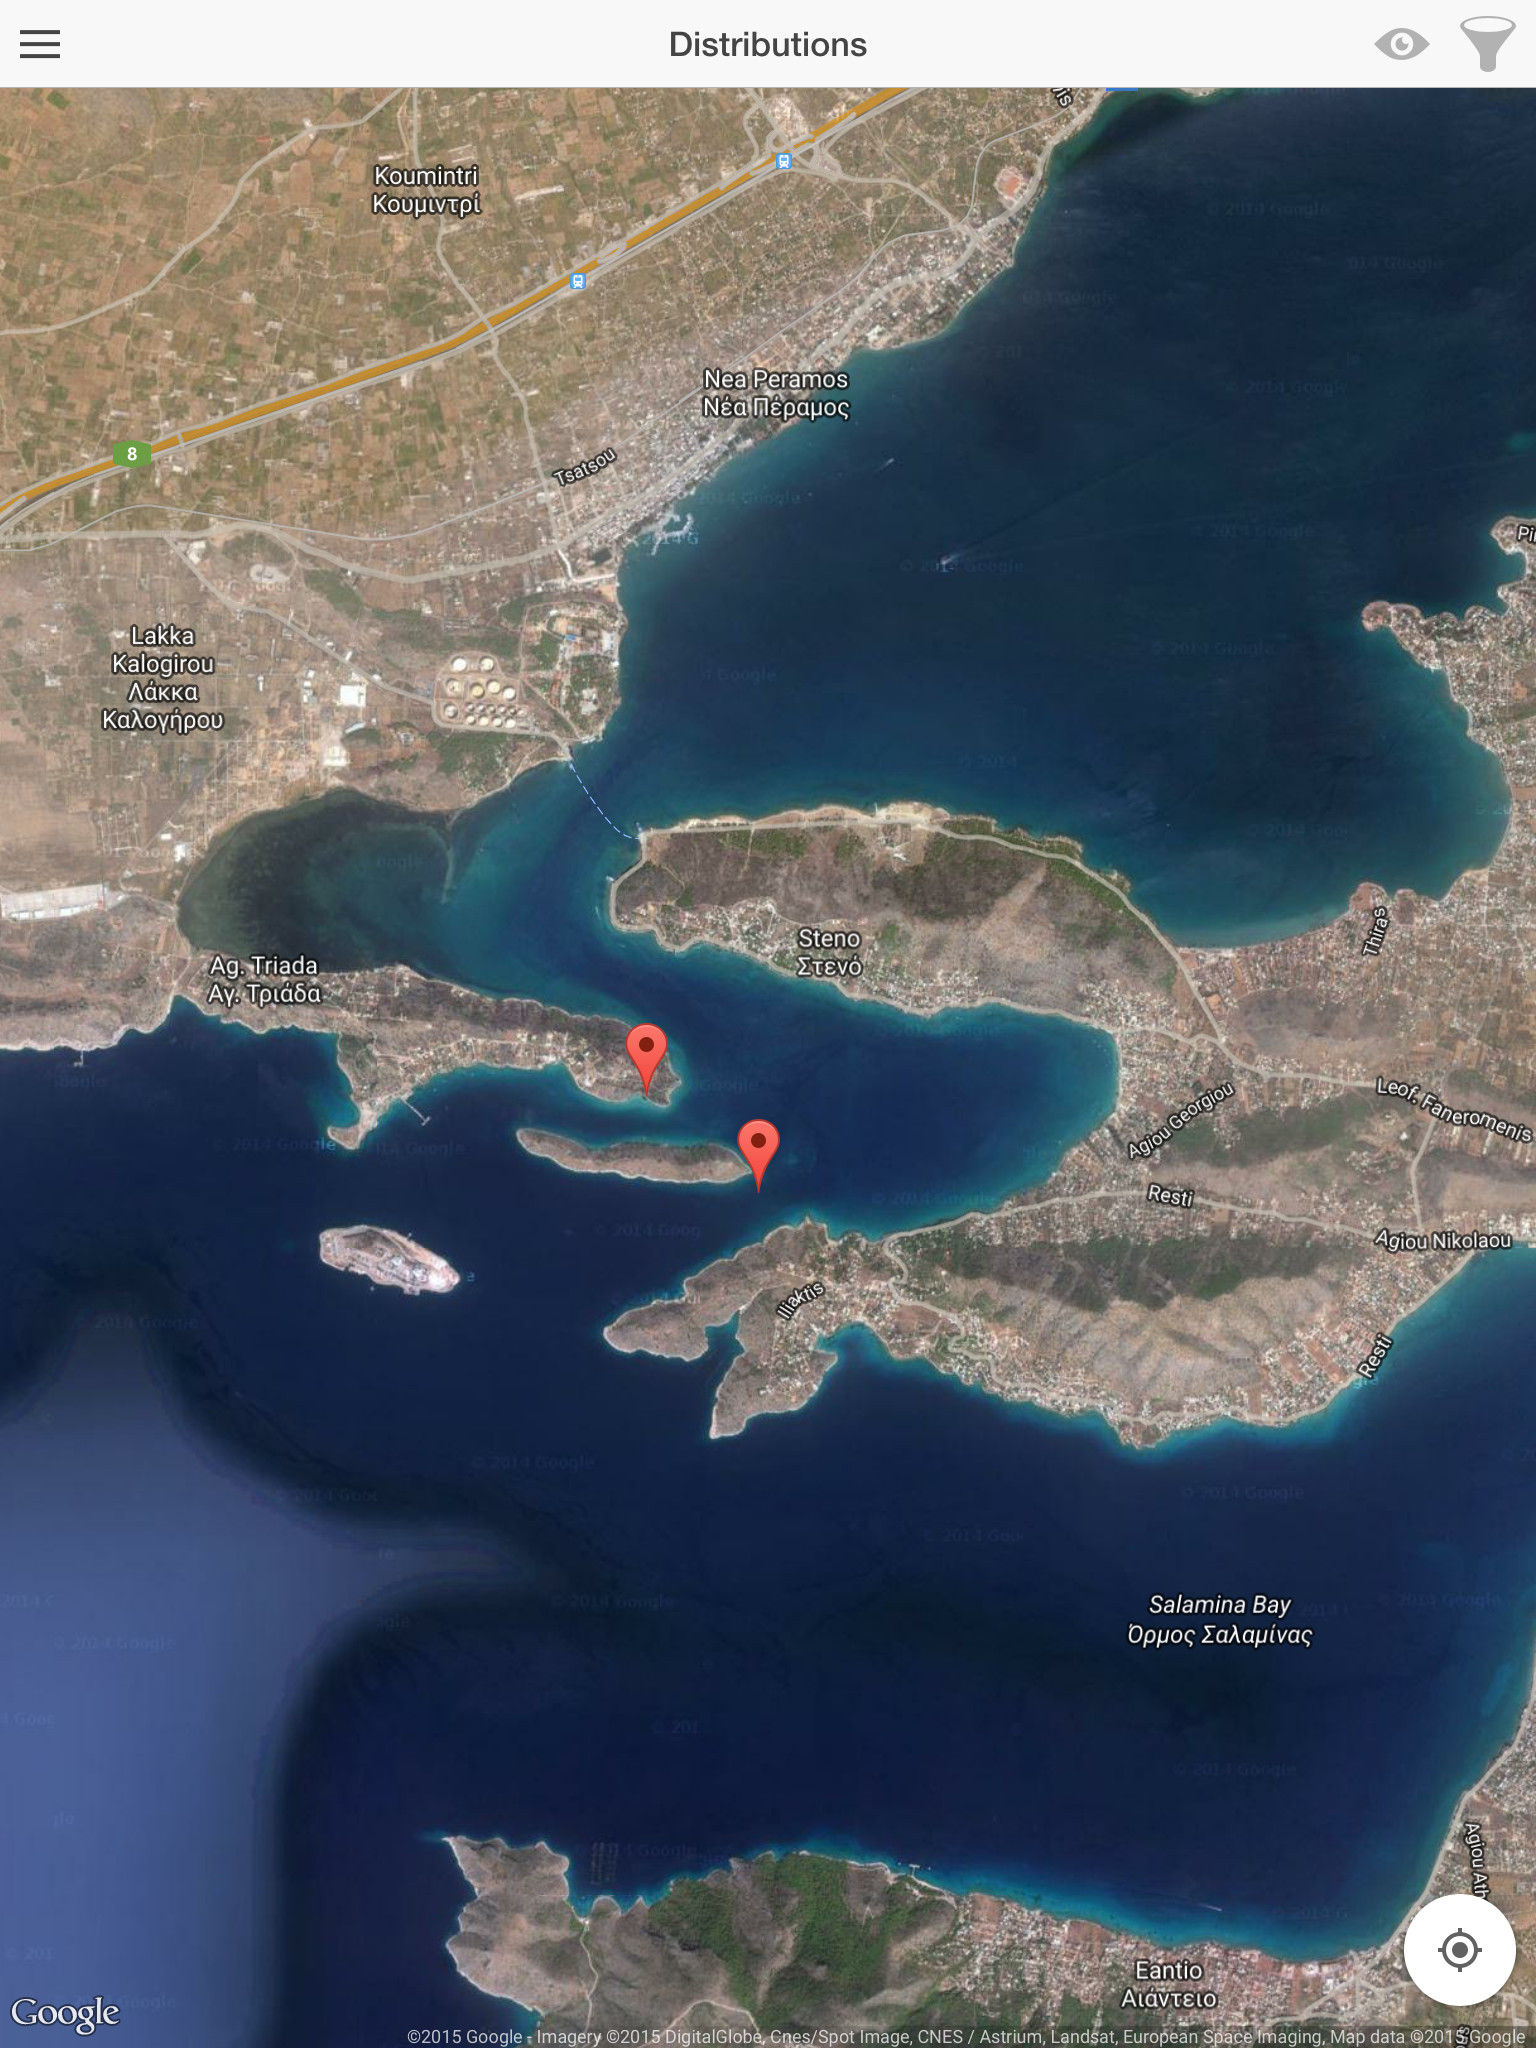 Distributions
Koumintri
Κουμιντρί
Nea Peramos
Νέα Πέραμος
8
Tsatsou
Lakka
Kalogirou
Λάκκα
Καλογήρου
Thiras
Steno
Στενό
Ag. Triada
Αγ. Τριάδα
Agiou Georgiou
Leof. Faneromenis
Resti
Agiou Nikolaou
Iliaktis
Resti
Salamina Bay
Όρμος Σαλαμίνας
Agiou Ath
Eantio
Αιάντειο
Google
©2015 Google - Imagery ©2015 DigitalGlobe, Cnes/Spot Image, CNES / Astrium, Landsat, European Space Imaging, Map data ©2015 Google